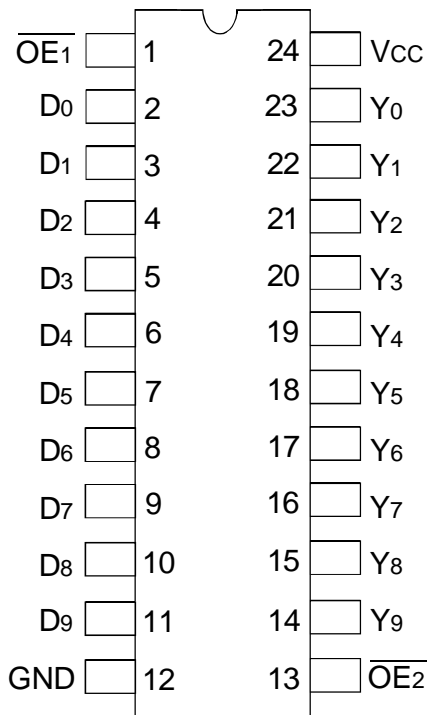 OE1 1 24 VCC
D0 2 23 Y0
D1 3 22 Y1
D2 4 21 Y2
D3 5 20 Y3
D4 6 19 Y4
D5 7 18 Y5
D6 8 17 Y6
D7 9 16 Y7
D8 10 15 Y8
D9 11 14 Y9
GND 12 13 OE2